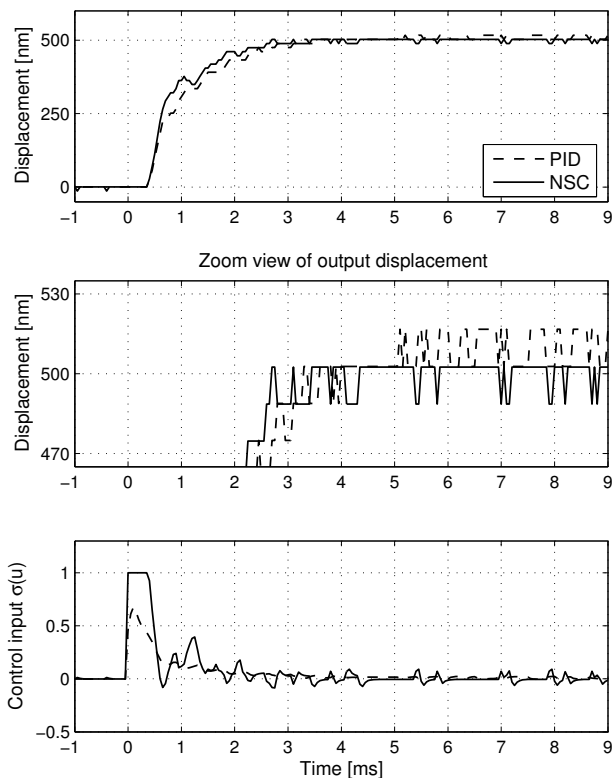 500
250
0
Displacement [nm]
PID
NSC
−1 0 1 2 3 4 5 6 7 8 9
Zoom view of output displacement
530
500
470
Displacement [nm]
−1 0 1 2 3 4 5 6 7 8 9
1
0.5
0
−0.5
Control input σ(u)
−1 0 1 2 3 4 5 6 7 8 9
Time [ms]